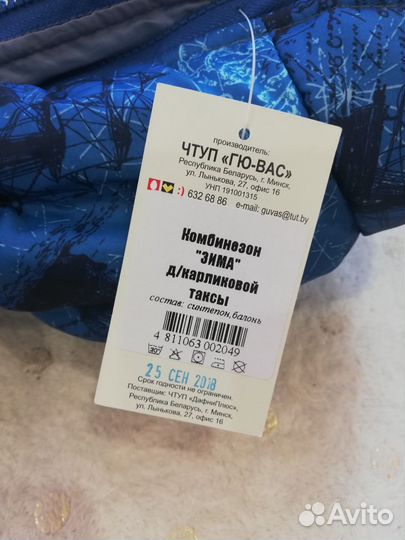 производитель:
ЧТУП «ГЮ-ВАС»
Республика Беларусь, г. Минск,
ул. Лынькова, 27, офис 16
УНП 191001315
:) 632 68 86 e-mail: guvas@tut.by
Комбинезон
"ЗИМА"
д/карликовой
таксы
состав: синтепон,балонь
4 811063 002049
25 СЕН 2018
Срок годности не ограничен.
Поставщик: ЧТУП «ДафниПлюс»,
Республика Беларусь, г. Минск,
ул. Лынькова, 27, офис 16
Avito